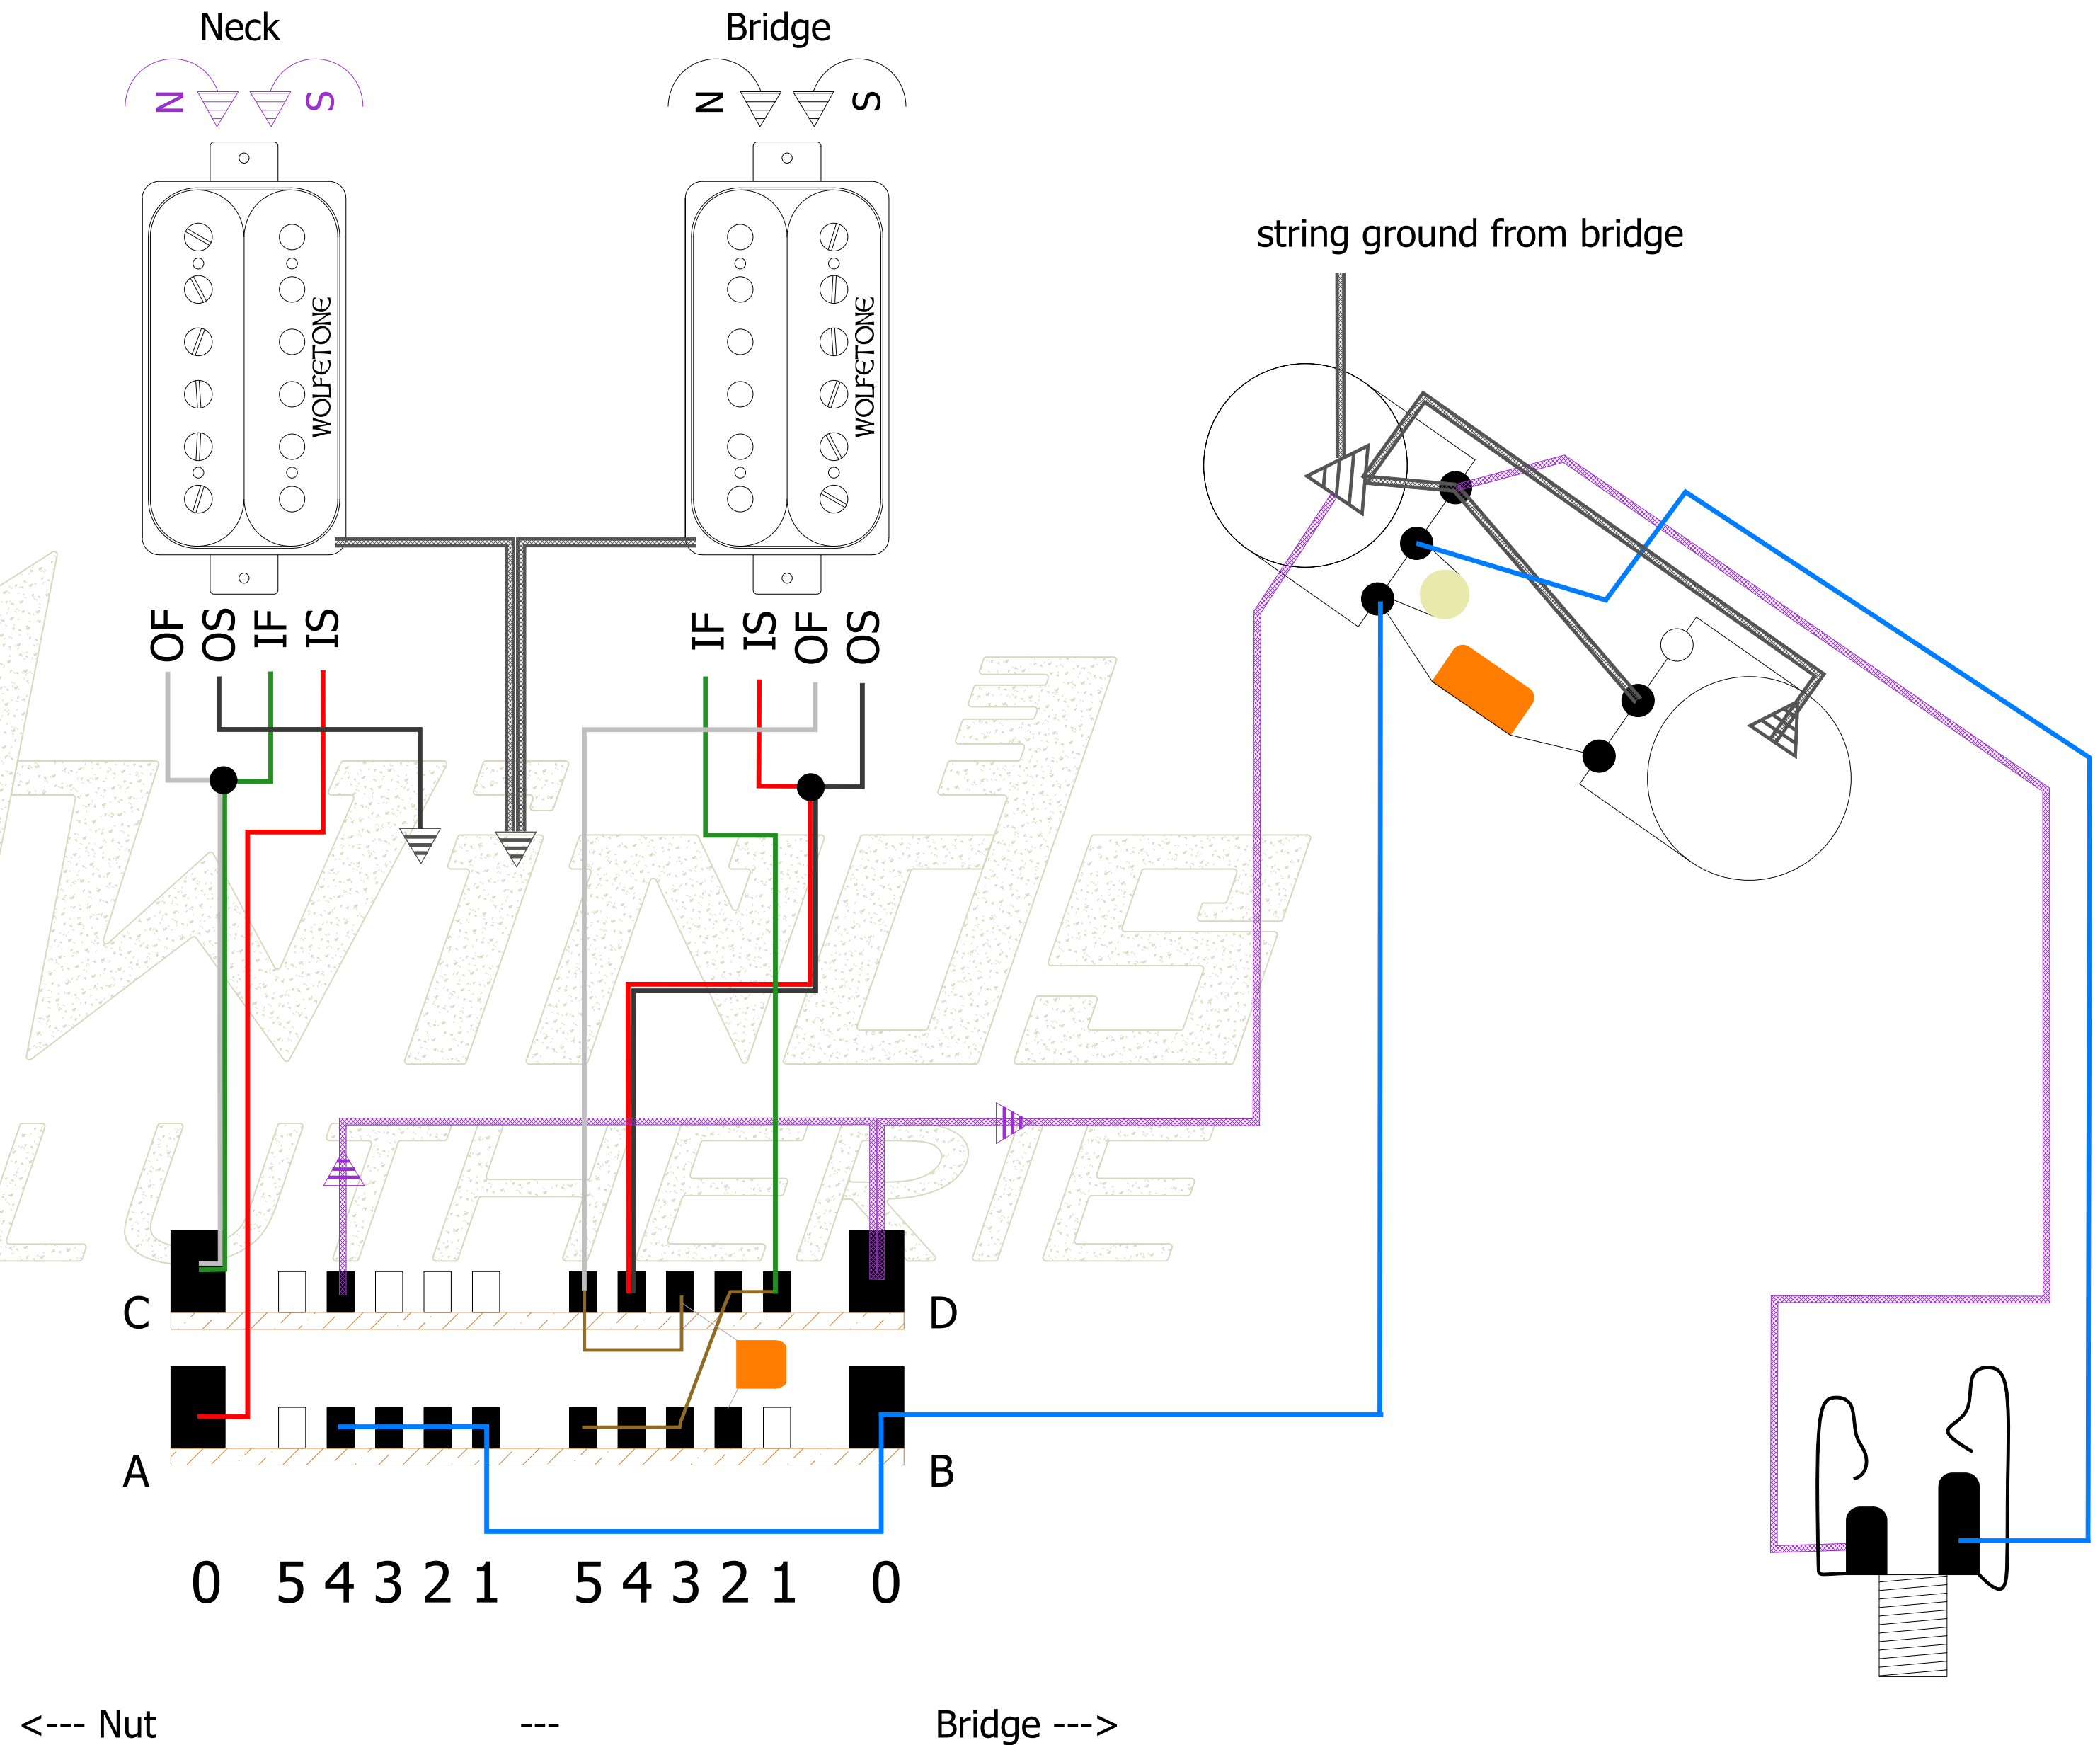 Neck Bridge
N S N S
WOLFETONE WOLFETONE
string ground from bridge
OF OS IF IS IF IS OF OS
TWINDS
LUTHERIE
C D
A B
0 5 4 3 2 1 5 4 3 2 1 0
<--- Nut --- Bridge --->